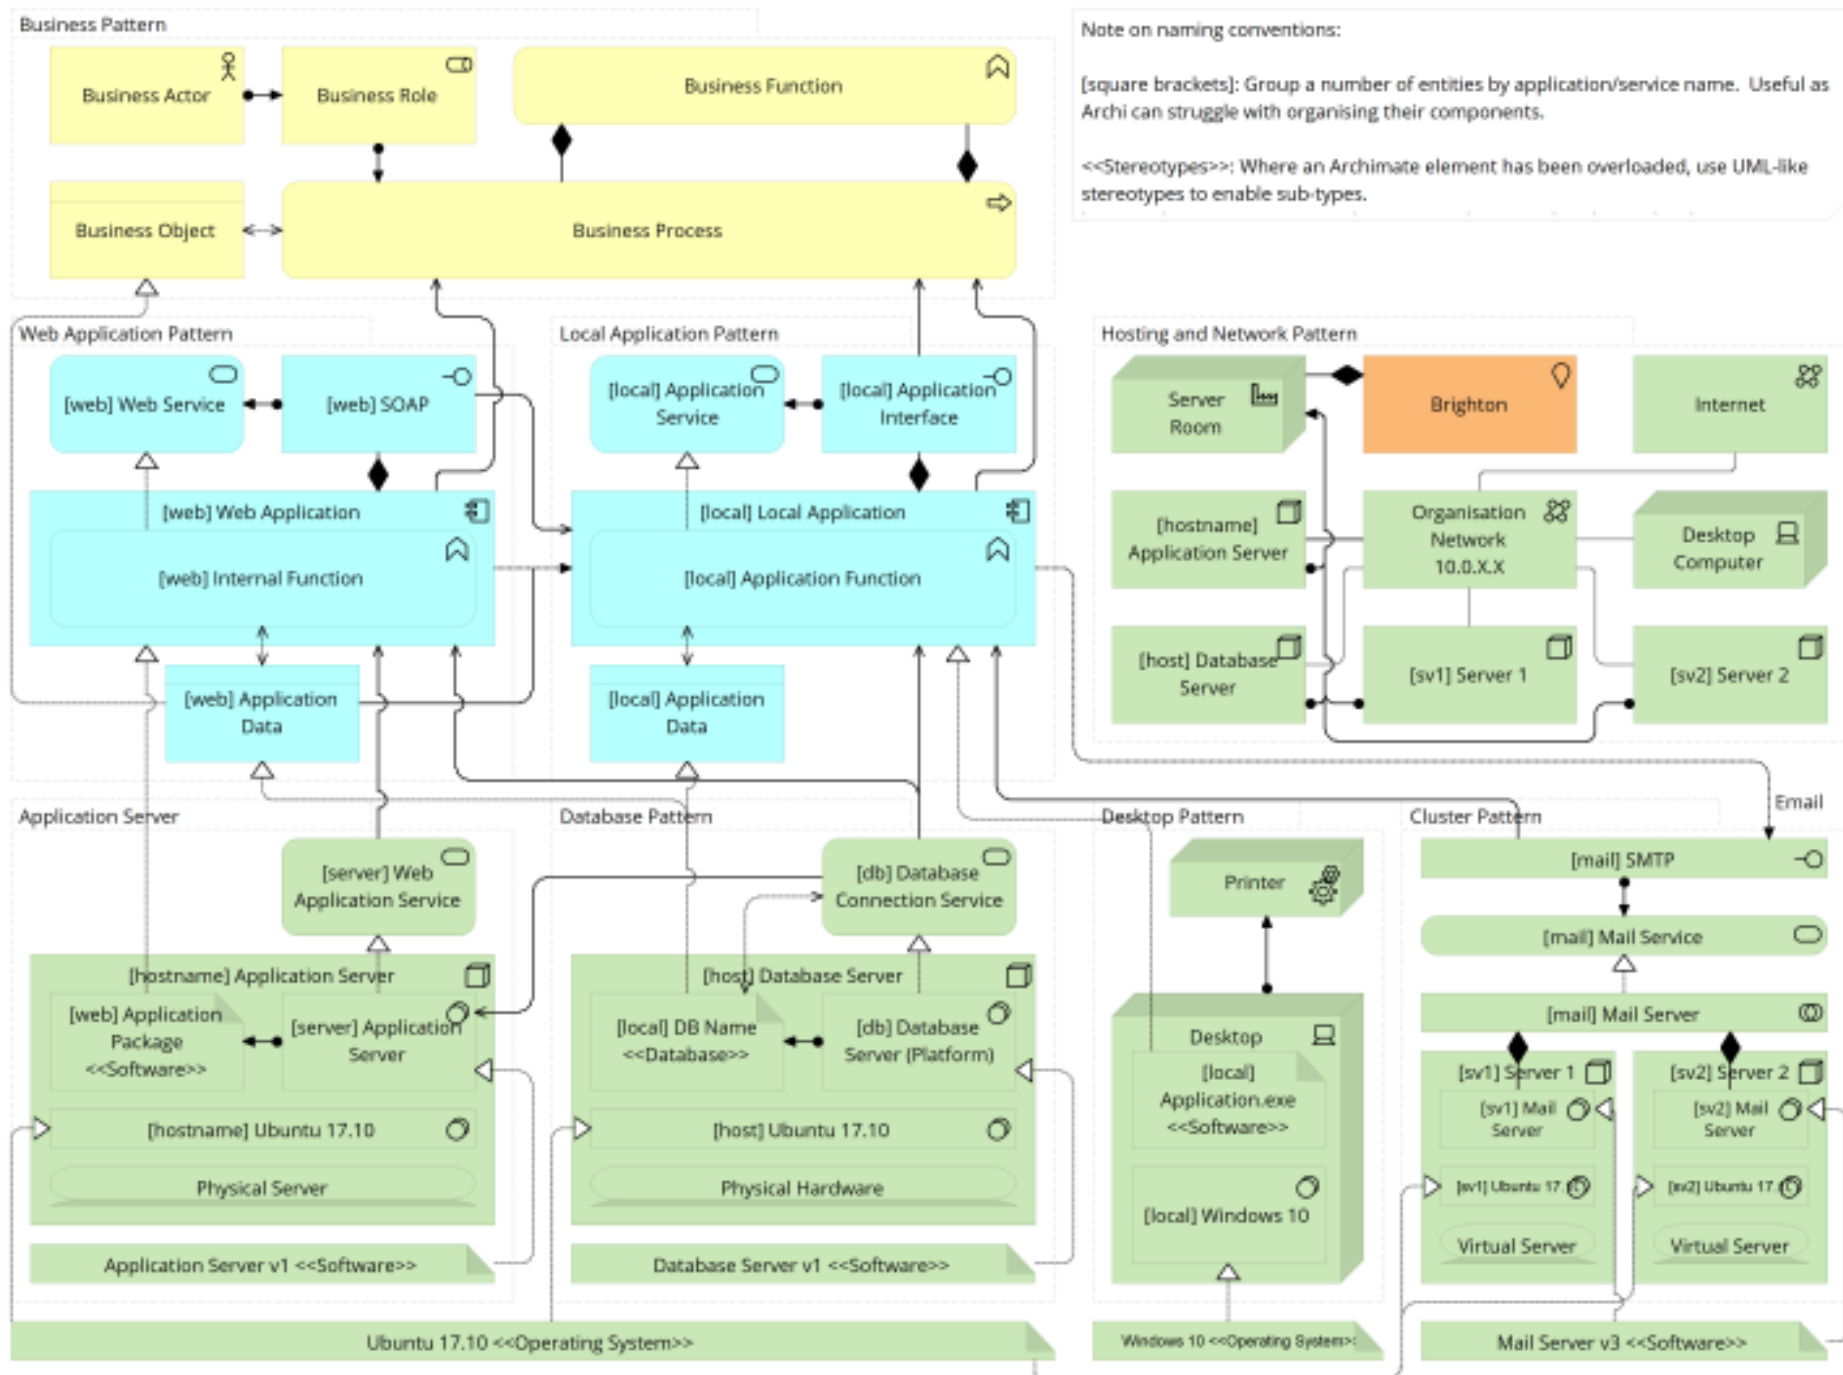 Business Pattern
Business Actor
Business Role
Business Function
Business Object
Business Process
Note on naming conventions:
[square brackets]: Group a number of entities by application/service name.  Useful as
Archi can struggle with organising their components.
<<Stereotypes>>: Where an Archimate element has been overloaded, use UML-like
stereotypes to enable sub-types.
Web Application Pattern
[web] Web Service
[web] SOAP
[web] Web Application
[web] Internal Function
[web] Application
Data
Local Application Pattern
[local] Application
Service
[local] Application
Interface
[local] Local Application
[local] Application Function
[local] Application
Data
Hosting and Network Pattern
Server
Room
Brighton
Internet
[hostname]
Application Server
Organisation
Network
10.0.X.X
Desktop
Computer
[host] Database
Server
[sv1] Server 1
[sv2] Server 2
Application Server
[server] Web
Application Service
[hostname] Application Server
[web] Application
Package
<<Software>>
[server] Application
Server
[hostname] Ubuntu 17.10
Physical Server
Application Server v1 <<Software>>
Database Pattern
[db] Database
Connection Service
[host] Database Server
[local] DB Name
<<Database>>
[db] Database
Server (Platform)
[host] Ubuntu 17.10
Physical Hardware
Database Server v1 <<Software>>
Ubuntu 17.10 <<Operating System>>
Desktop Pattern
Printer
Desktop
[local]
Application.exe
<<Software>>
[local] Windows 10
Windows 10 <<Operating System>>
Email
Cluster Pattern
[mail] SMTP
[mail] Mail Service
[mail] Mail Server
[sv1] Server 1
[sv1] Mail
Server
[sv1] Ubuntu 17.
Virtual Server
[sv2] Server 2
[sv2] Mail
Server
[sv2] Ubuntu 17.
Virtual Server
Mail Server v3 <<Software>>